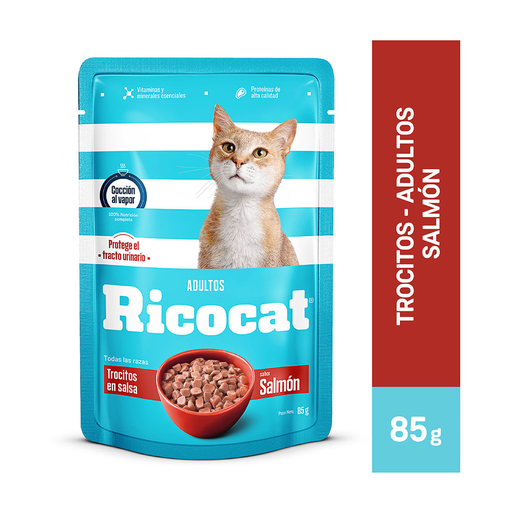 Vitaminas y
minerales esenciales
Proteínas de
alta calidad
Cocción
al vapor
100% Nutrición
completa
Protege el
tracto urinario
ADULTOS
Ricocat®
Todas las razas
Trocitos
en salsa
sabor
Salmón
Peso Neto: 85 g
TROCITOS - ADULTOS
SALMÓN
85g